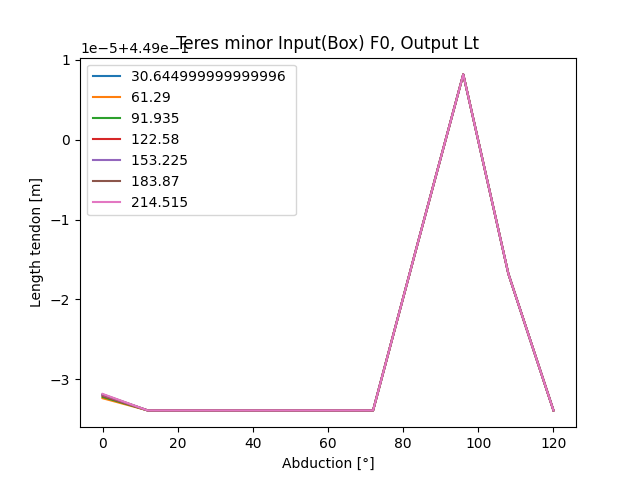 Teres minor Input(Box) F0, Output Lt
1e−5+4.49e−1
1
0
−1
−2
−3
Length tendon [m]
30.644999999999996
61.29
91.935
122.58
153.225
183.87
214.515
0 20 40 60 80 100 120
Abduction [°]